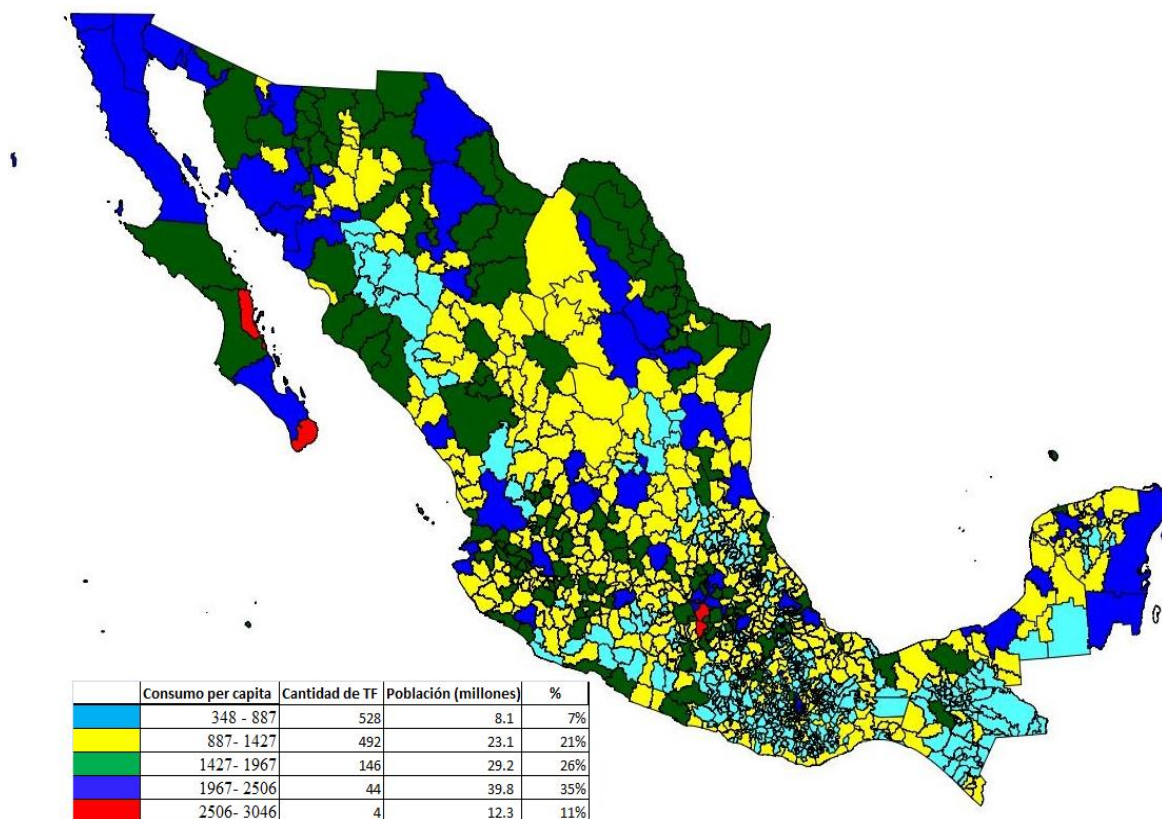 Consumo per capita Cantidad de TF Población (millones) %
348 - 887 528 8.1 7%
887- 1427 492 23.1 21%
1427- 1967 146 29.2 26%
1967- 2506 44 39.8 35%
2506- 3046 4 12.3 11%